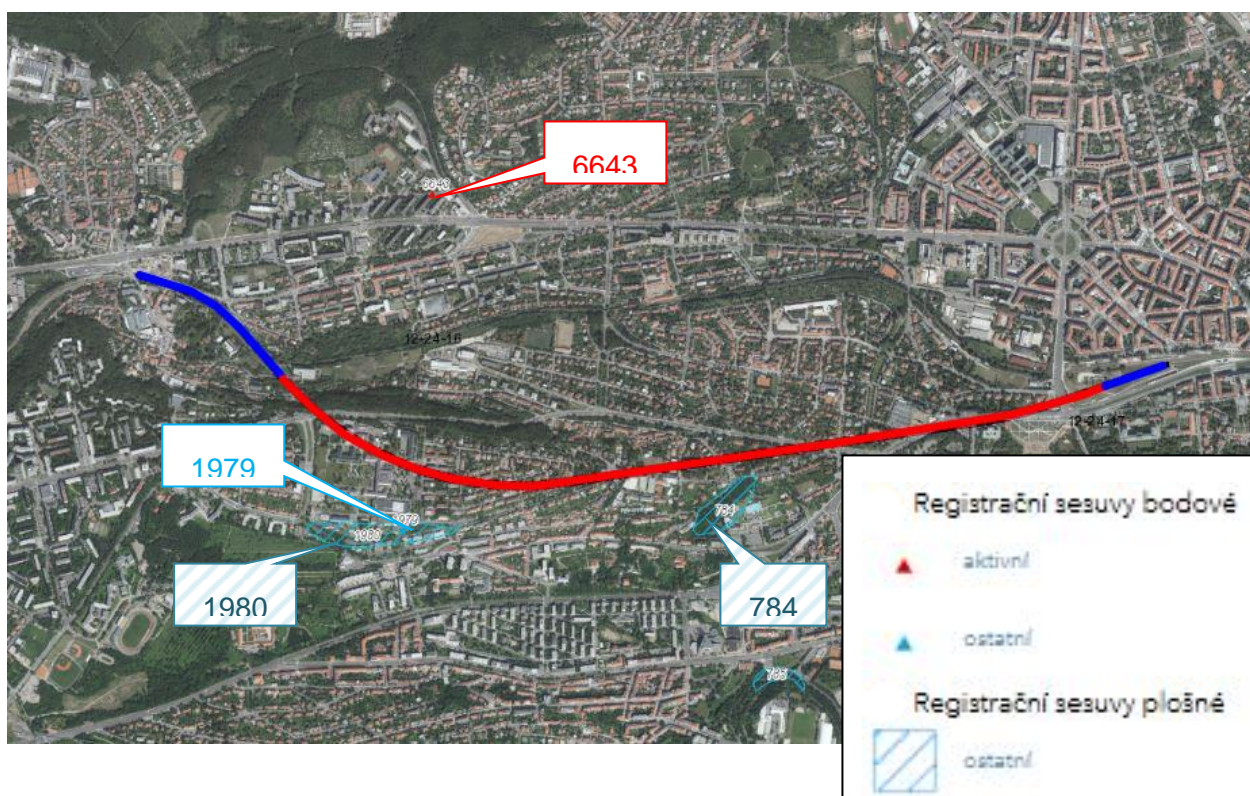 6643
6643
12-24-16
12-24-17
1979
1979
1980
784
1980
784
785
Registrační sesuvy bodové
aktivní
ostatní
Registrační sesuvy plošné
ostatní